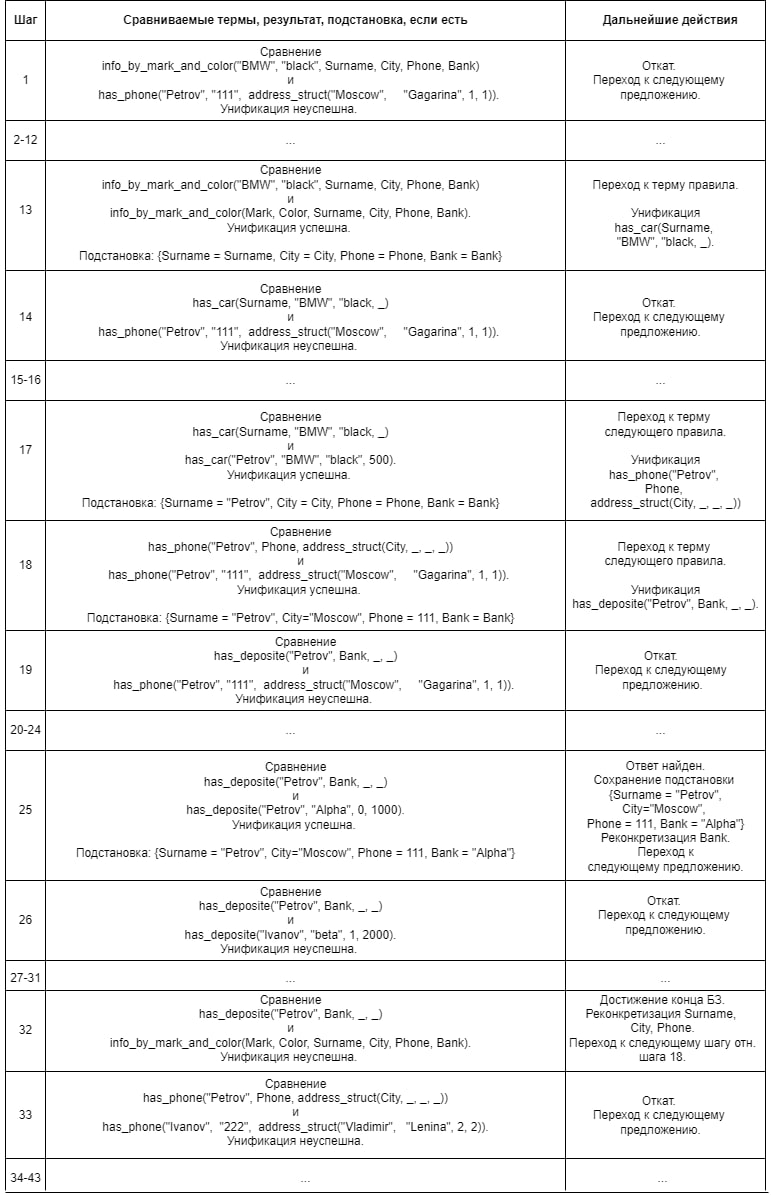 Шаг
Сравниваемые термы, результат, подстановка, если есть
Дальнейшие действия
1
Сравнение
info_by_mark_and_color("BMW", "black", Surname, City, Phone, Bank)
и
has_phone("Petrov", "111", address_struct("Moscow", "Gagarina", 1, 1)).
Унификация неуспешна.
Откат.
Переход к следующему
предложению.
2-12
...
...
13
Сравнение
info_by_mark_and_color("BMW", "black", Surname, City, Phone, Bank)
и
info_by_mark_and_color(Mark, Color, Surname, City, Phone, Bank).
Унификация успешна.
Подстановка: {Surname = Surname, City = City, Phone = Phone, Bank = Bank}
Переход к терму правила.
Унификация
has_car(Surname,
"BMW", "black, _).
14
Сравнение
has_car(Surname, "BMW", "black, _)
и
has_phone("Petrov", "111", address_struct("Moscow", "Gagarina", 1, 1)).
Унификация неуспешна.
Откат.
Переход к следующему
предложению.
15-16
...
...
17
Сравнение
has_car(Surname, "BMW", "black, _)
и
has_car("Petrov", "BMW", "black", 500).
Унификация успешна.
Подстановка: {Surname = "Petrov", City = City, Phone = Phone, Bank = Bank}
Переход к терму
следующего правила.
Унификация
has_phone("Petrov",
Phone,
address_struct(City, _, _, _))
18
Сравнение
has_phone("Petrov", Phone, address_struct(City, _, _, _))
и
has_phone("Petrov", "111", address_struct("Moscow", "Gagarina", 1, 1)).
Унификация успешна.
Подстановка: {Surname = "Petrov", City="Moscow", Phone = 111, Bank = Bank}
Переход к терму
следующего правила.
Унификация
has_deposite("Petrov", Bank, _, _).
19
Сравнение
has_deposite("Petrov", Bank, _, _)
и
has_phone("Petrov", "111", address_struct("Moscow", "Gagarina", 1, 1)).
Унификация неуспешна.
Откат.
Переход к следующему
предложению.
20-24
...
...
25
Сравнение
has_deposite("Petrov", Bank, _, _)
и
has_deposite("Petrov", "Alpha", 0, 1000).
Унификация успешна.
Подстановка: {Surname = "Petrov", City="Moscow", Phone = 111, Bank = "Alpha"}
Ответ найден.
Сохранение подстановки
{Surname = "Petrov",
City="Moscow",
Phone = 111, Bank = "Alpha"}
Реконкретизация Bank.
Переход к
следующему предложению.
26
Сравнение
has_deposite("Petrov", Bank, _, _)
и
has_deposite("Ivanov", "beta", 1, 2000).
Унификация неуспешна.
Откат.
Переход к следующему
предложению.
27-31
...
...
32
Сравнение
has_deposite("Petrov", Bank, _, _)
и
info_by_mark_and_color(Mark, Color, Surname, City, Phone, Bank).
Унификация неуспешна.
Достижение конца БЗ.
Реконкретизация Surname,
City, Phone.
Переход к следующему шагу отн.
шага 18.
33
Сравнение
has_phone("Petrov", Phone, address_struct(City, _, _, _))
и
has_phone("Ivanov", "222", address_struct("Vladimir", "Lenina", 2, 2)).
Унификация неуспешна.
Откат.
Переход к следующему
предложению.
34-43
...
...